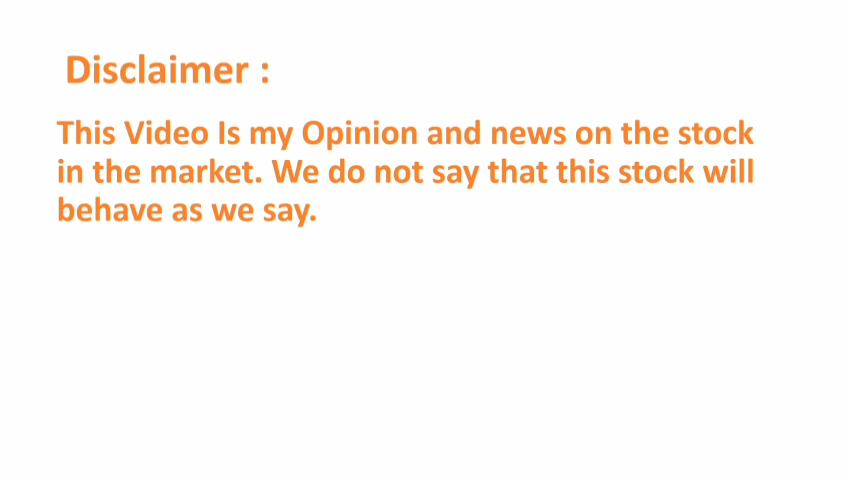 Disclaimer :
This Video Is my Opinion and news on the stock
in the market. We do not say that this stock will
behave as we say.